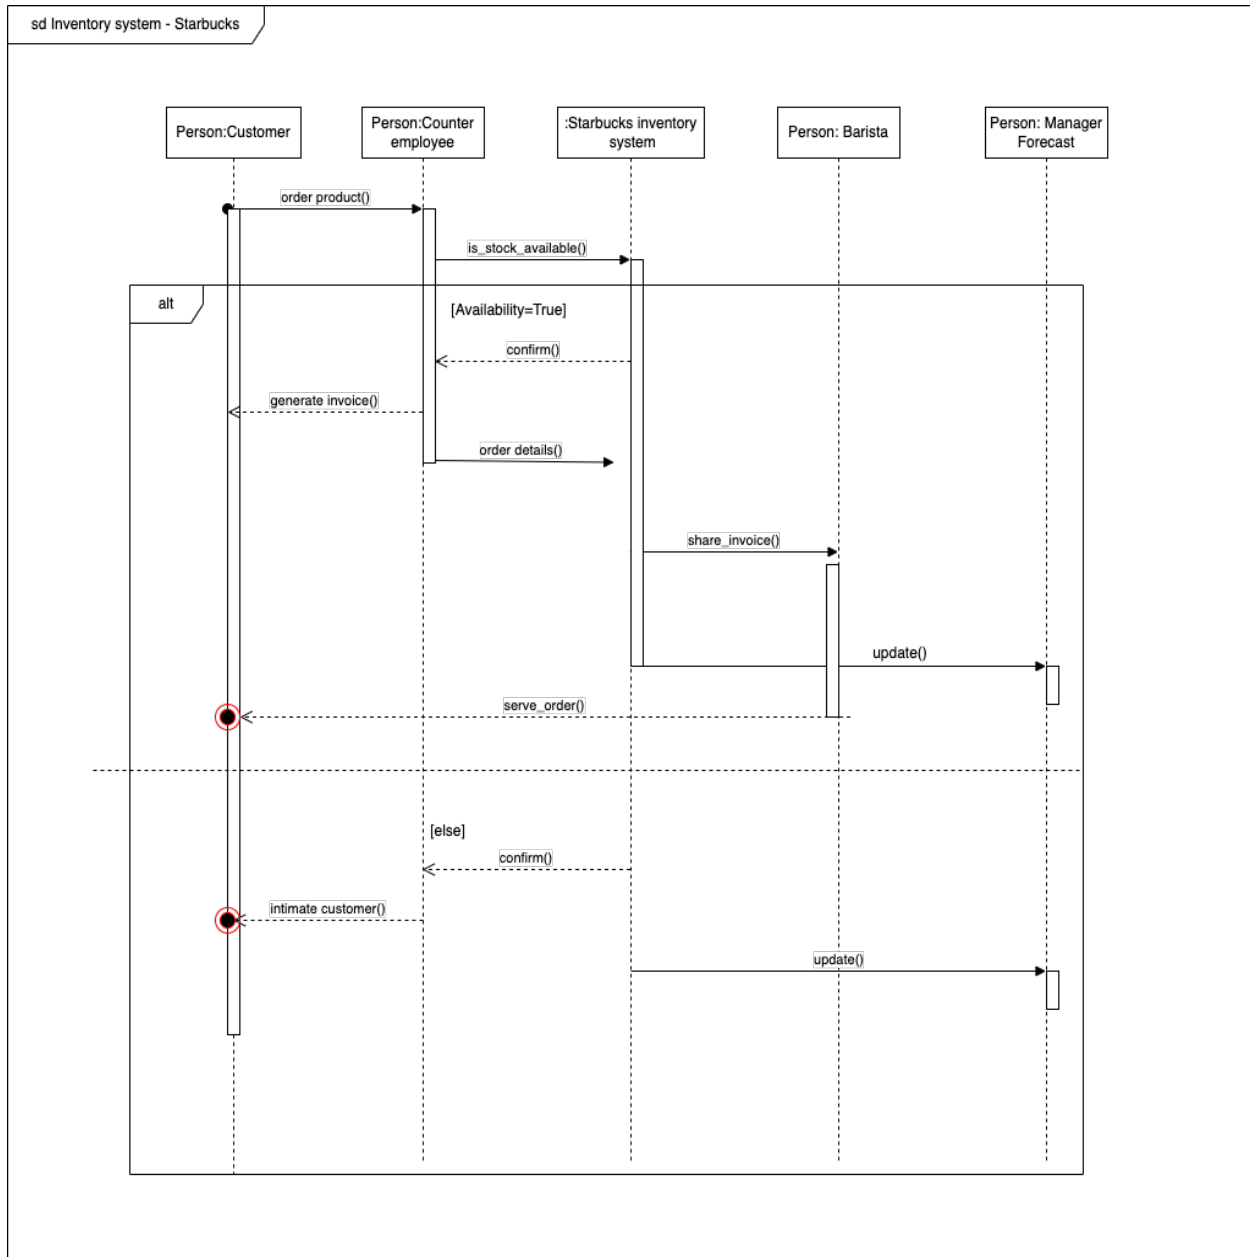 sd Inventory system - Starbucks
Person:Customer
Person:Counter
employee
:Starbucks inventory
system
Person: Barista
Person: Manager
Forecast
order product()
is_stock_available()
alt
[Availability=True]
confirm()
generate invoice()
order details()
share_invoice()
update()
serve_order()
[else]
confirm()
intimate customer()
update()